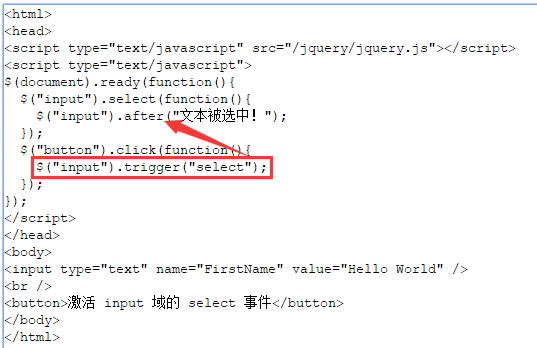 <html>
<head>
<script type="text/javascript" src="/jquery/jquery.js"></script>
<script type="text/javascript">
$(document).ready(function(){
  $("input").select(function(){
    $("input").after("文本被选中！");
  });
  $("button").click(function(){
    $("input").trigger("select");
  });
});
</script>
</head>
<body>
<input type="text" name="FirstName" value="Hello World" />
<br />
<button>激活 input 域的 select 事件</button>
</body>
</html>